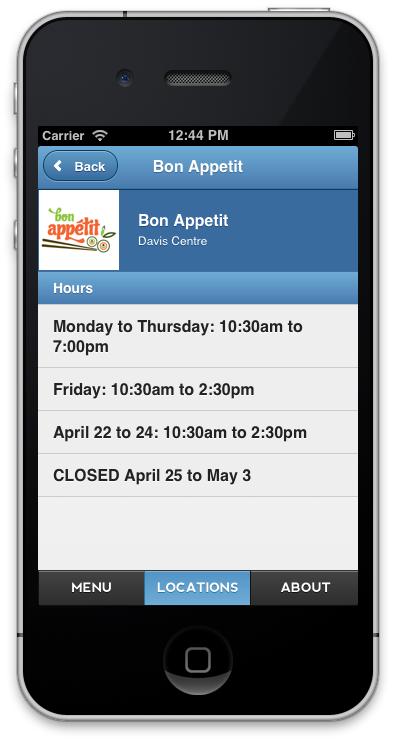 Carrier 12:44 PM
Back Bon Appetit
bon
appétit
Bon Appetit
Davis Centre
Hours
Monday to Thursday: 10:30am to
7:00pm
Friday: 10:30am to 2:30pm
April 22 to 24: 10:30am to 2:30pm
CLOSED April 25 to May 3
MENU LOCATIONS ABOUT